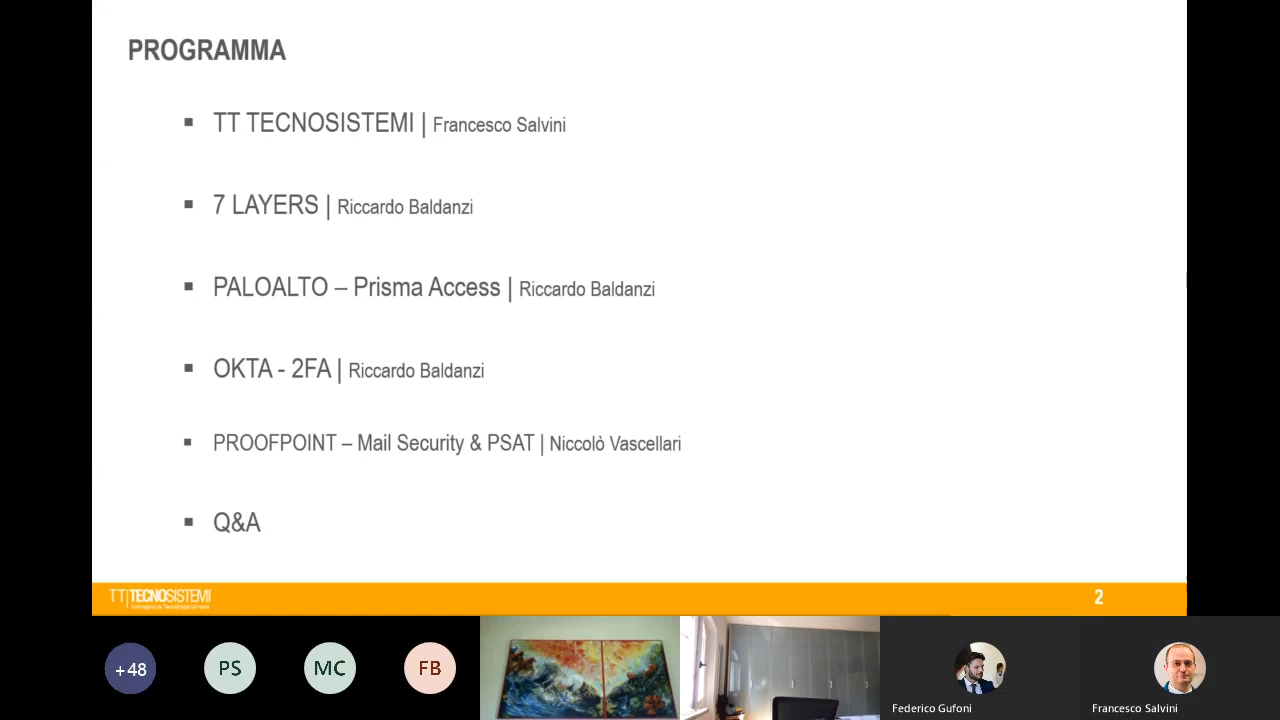 PROGRAMMA
▪ TT TECNOSISTEMI | Francesco Salvini
▪ 7 LAYERS | Riccardo Baldanzi
▪ PALOALTO – Prisma Access | Riccardo Baldanzi
▪ OKTA - 2FA | Riccardo Baldanzi
▪ PROOFPOINT – Mail Security & PSAT | Niccolò Vascellari
▪ Q&A
TT|TECNOSISTEMI
2
+48
PS
MC
FB
Federico Gufoni
Francesco Salvini